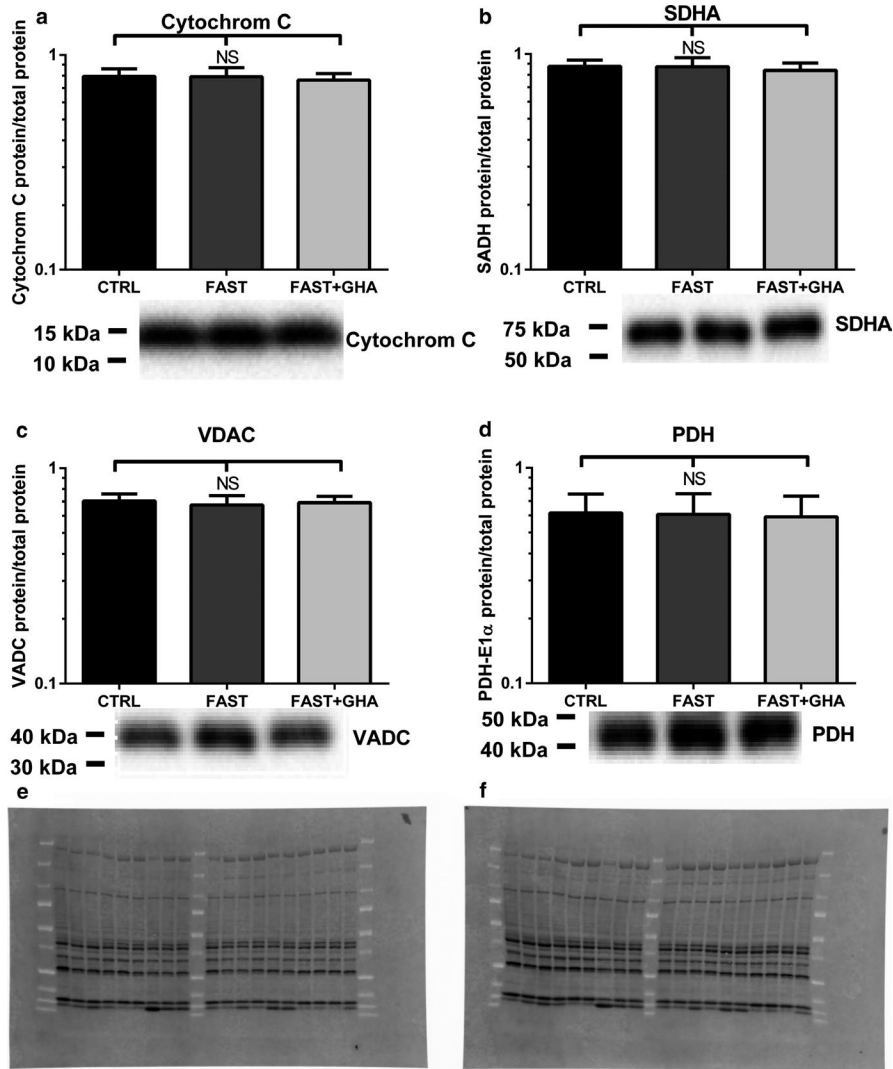 a
Cytochrom C
NS
1
0.1
Cytochrom C protein/total protein
CTRL FAST FAST+GHA
15 kDa
10 kDa
Cytochrom C
b
SDHA
NS
1
0.1
SADH protein/total protein
CTRL FAST FAST+GHA
75 kDa
50 kDa
SDHA
c
VDAC
NS
1
0.1
VADC protein/total protein
CTRL FAST FAST+GHA
40 kDa
30 kDa
VADC
d
PDH
NS
1
0.1
PDH-E1α protein/total protein
CTRL FAST FAST+GHA
50 kDa
40 kDa
PDH
e
f